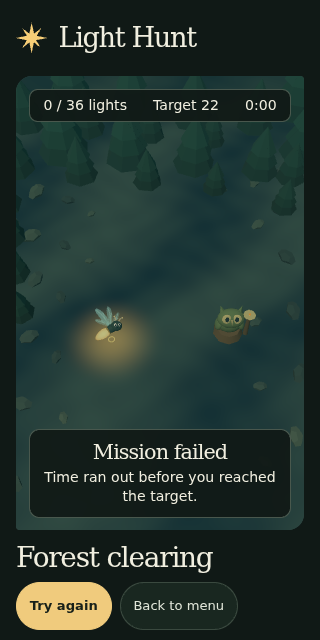 Light Hunt
0 / 36 lights Target 22 0:00
Mission failed
Time ran out before you reached
the target.
Forest clearing
Try again Back to menu